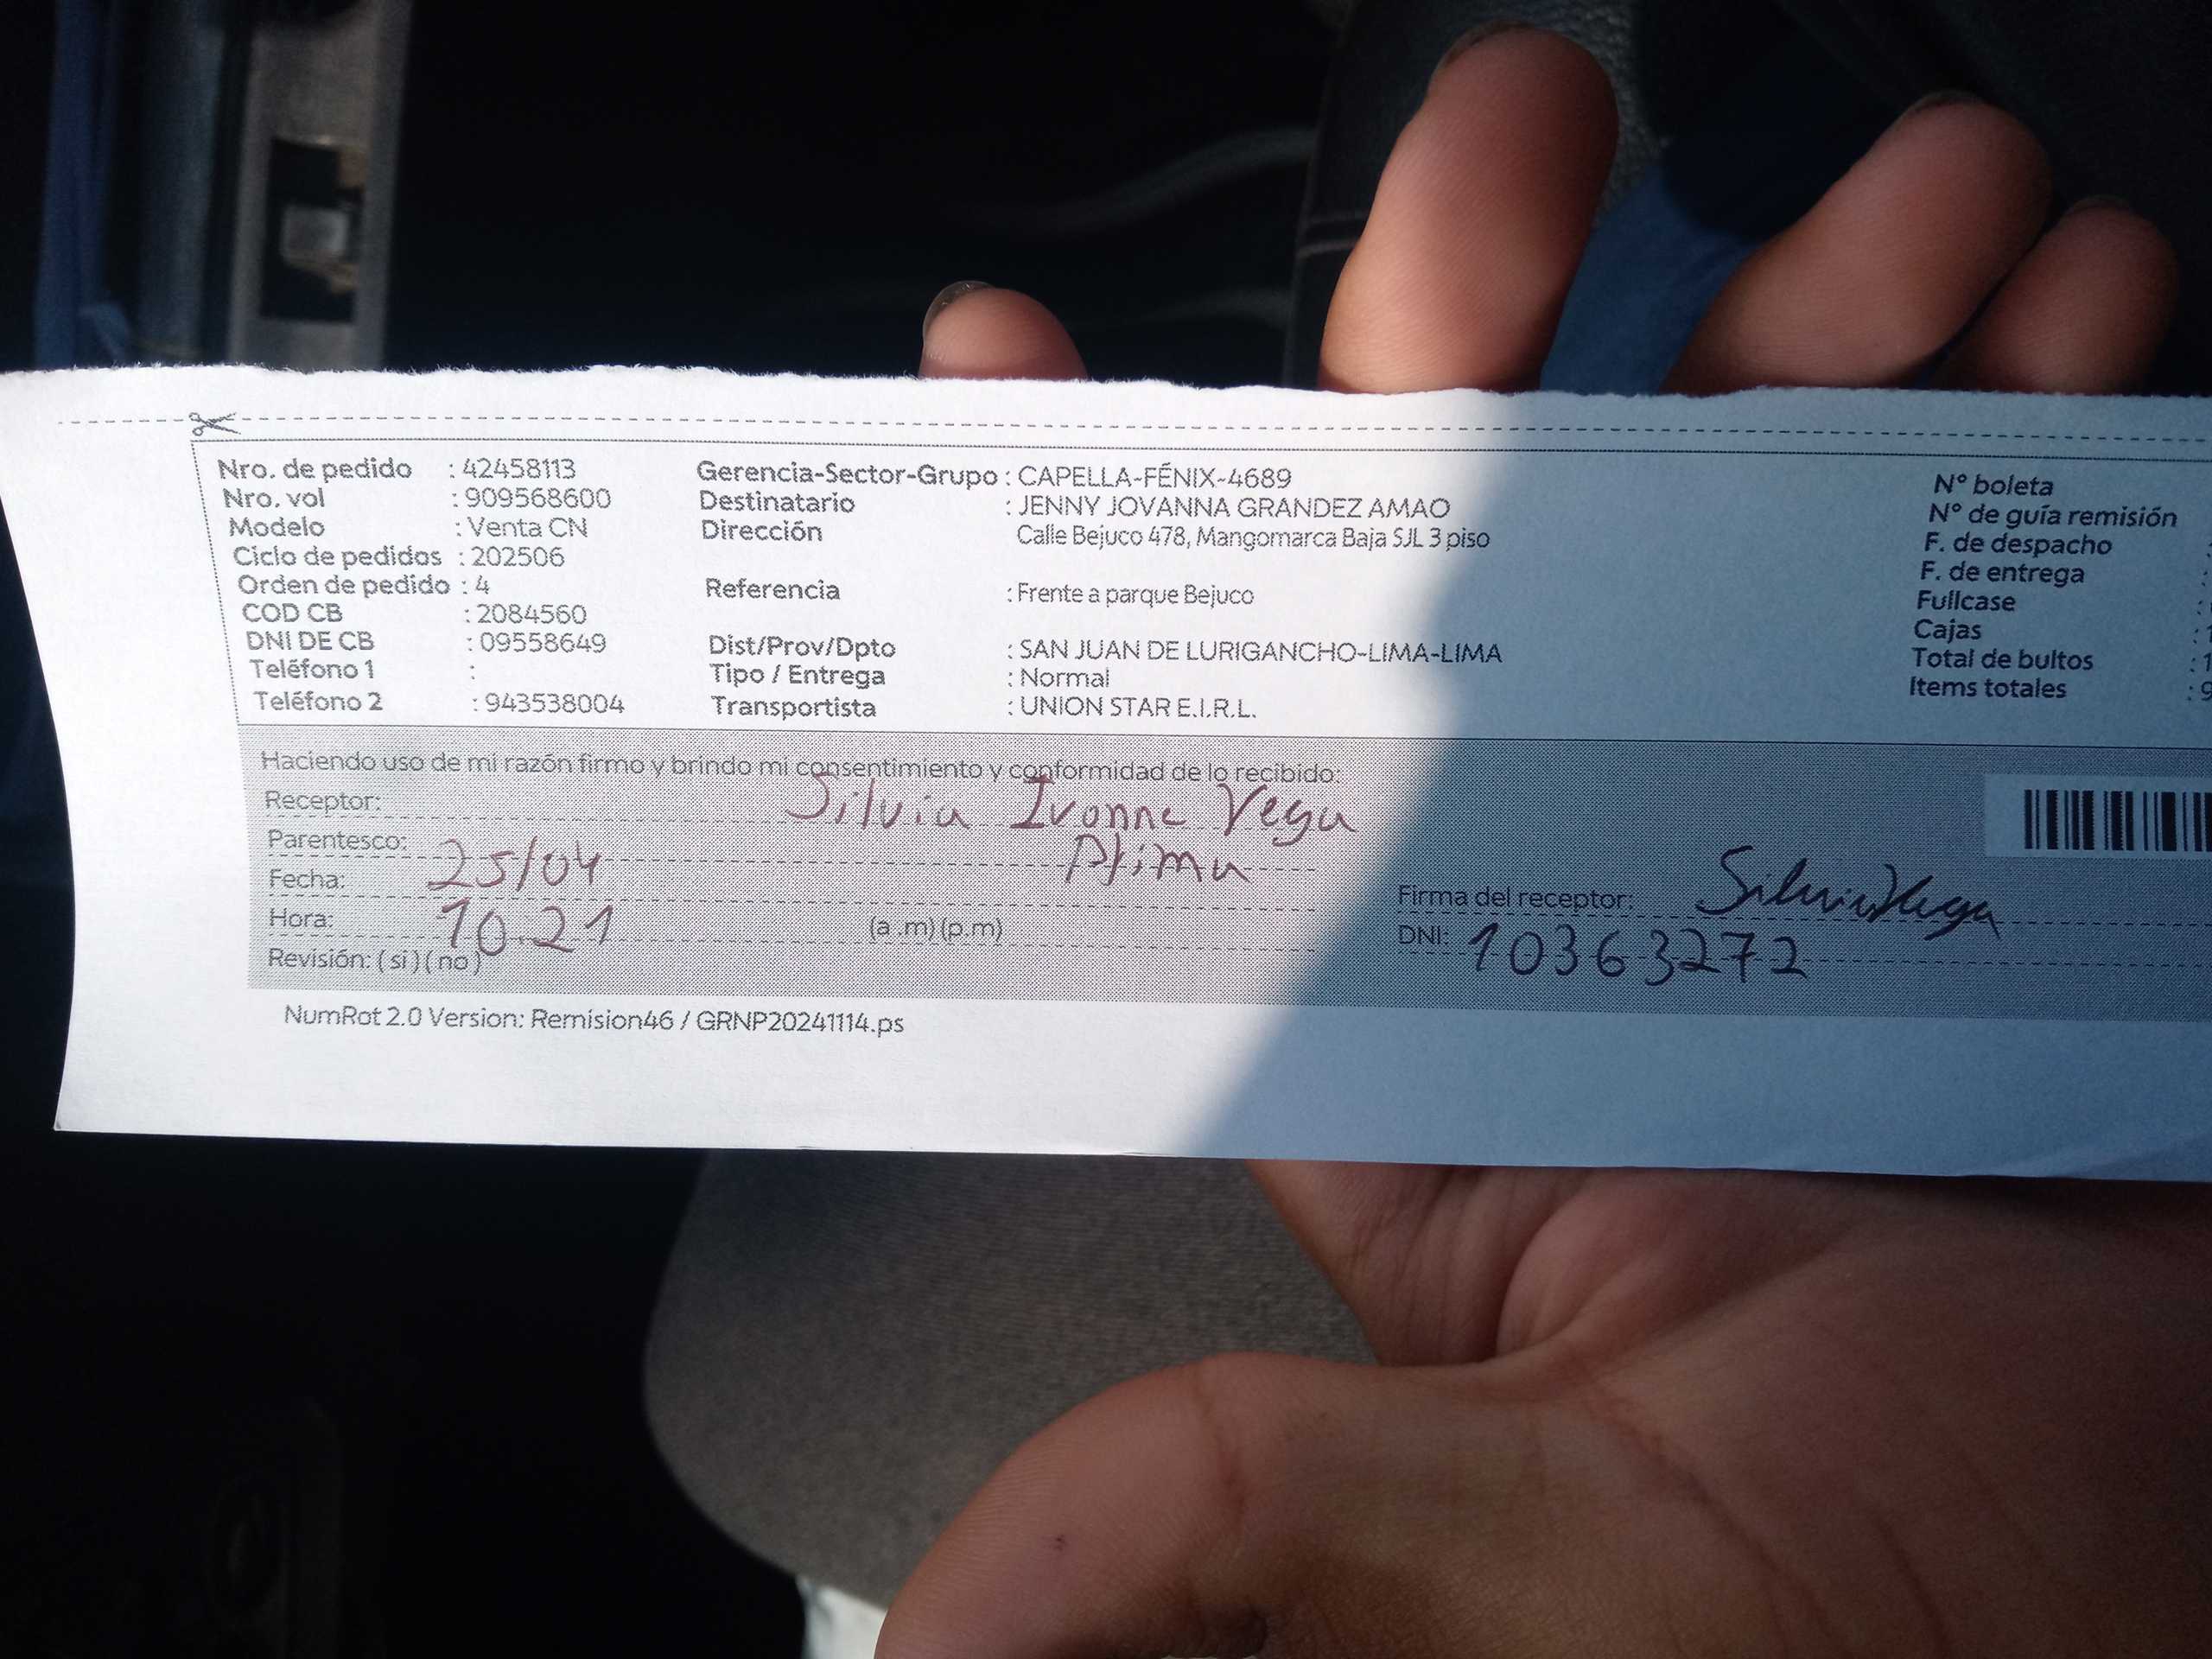 Nro. de pedido : 42458113 Gerencia-Sector-Grupo : CAPELLA-FÉNIX-4689 N° boleta
Nro. vol : 909568600 Destinatario : JENNY JOVANNA GRANDEZ AMAO N° de guía remisión
Modelo : Venta CN Dirección Calle Bejuco 478, Mangomarca Baja SJL 3 piso F. de despacho
Ciclo de pedidos : 202506 F. de entrega
Orden de pedido : 4 Referencia : Frente a parque Bejuco Fullcase
COD CB : 2084560 Cajas : 1
DNI DE CB : 09558649 Dist/Prov/Dpto : SAN JUAN DE LURIGANCHO-LIMA-LIMA Total de bultos : 1
Teléfono 1 : Tipo / Entrega : Normal Items totales : 9
Teléfono 2 : 943538004 Transportista : UNION STAR E.I.R.L.
Haciendo uso de mi razón firmo y brindo mi consentimiento y conformidad de lo recibido:
Receptor: Silvia Ivonne Vega
Parentesco: Prima
Fecha: 25/04 Firma del receptor: Silvia Vega
Hora: 10:21 (a .m) (p.m) DNI: 10363272
Revisión: ( si ) ( no )
NumRot 2.0 Version: Remision46 / GRNP20241114.ps